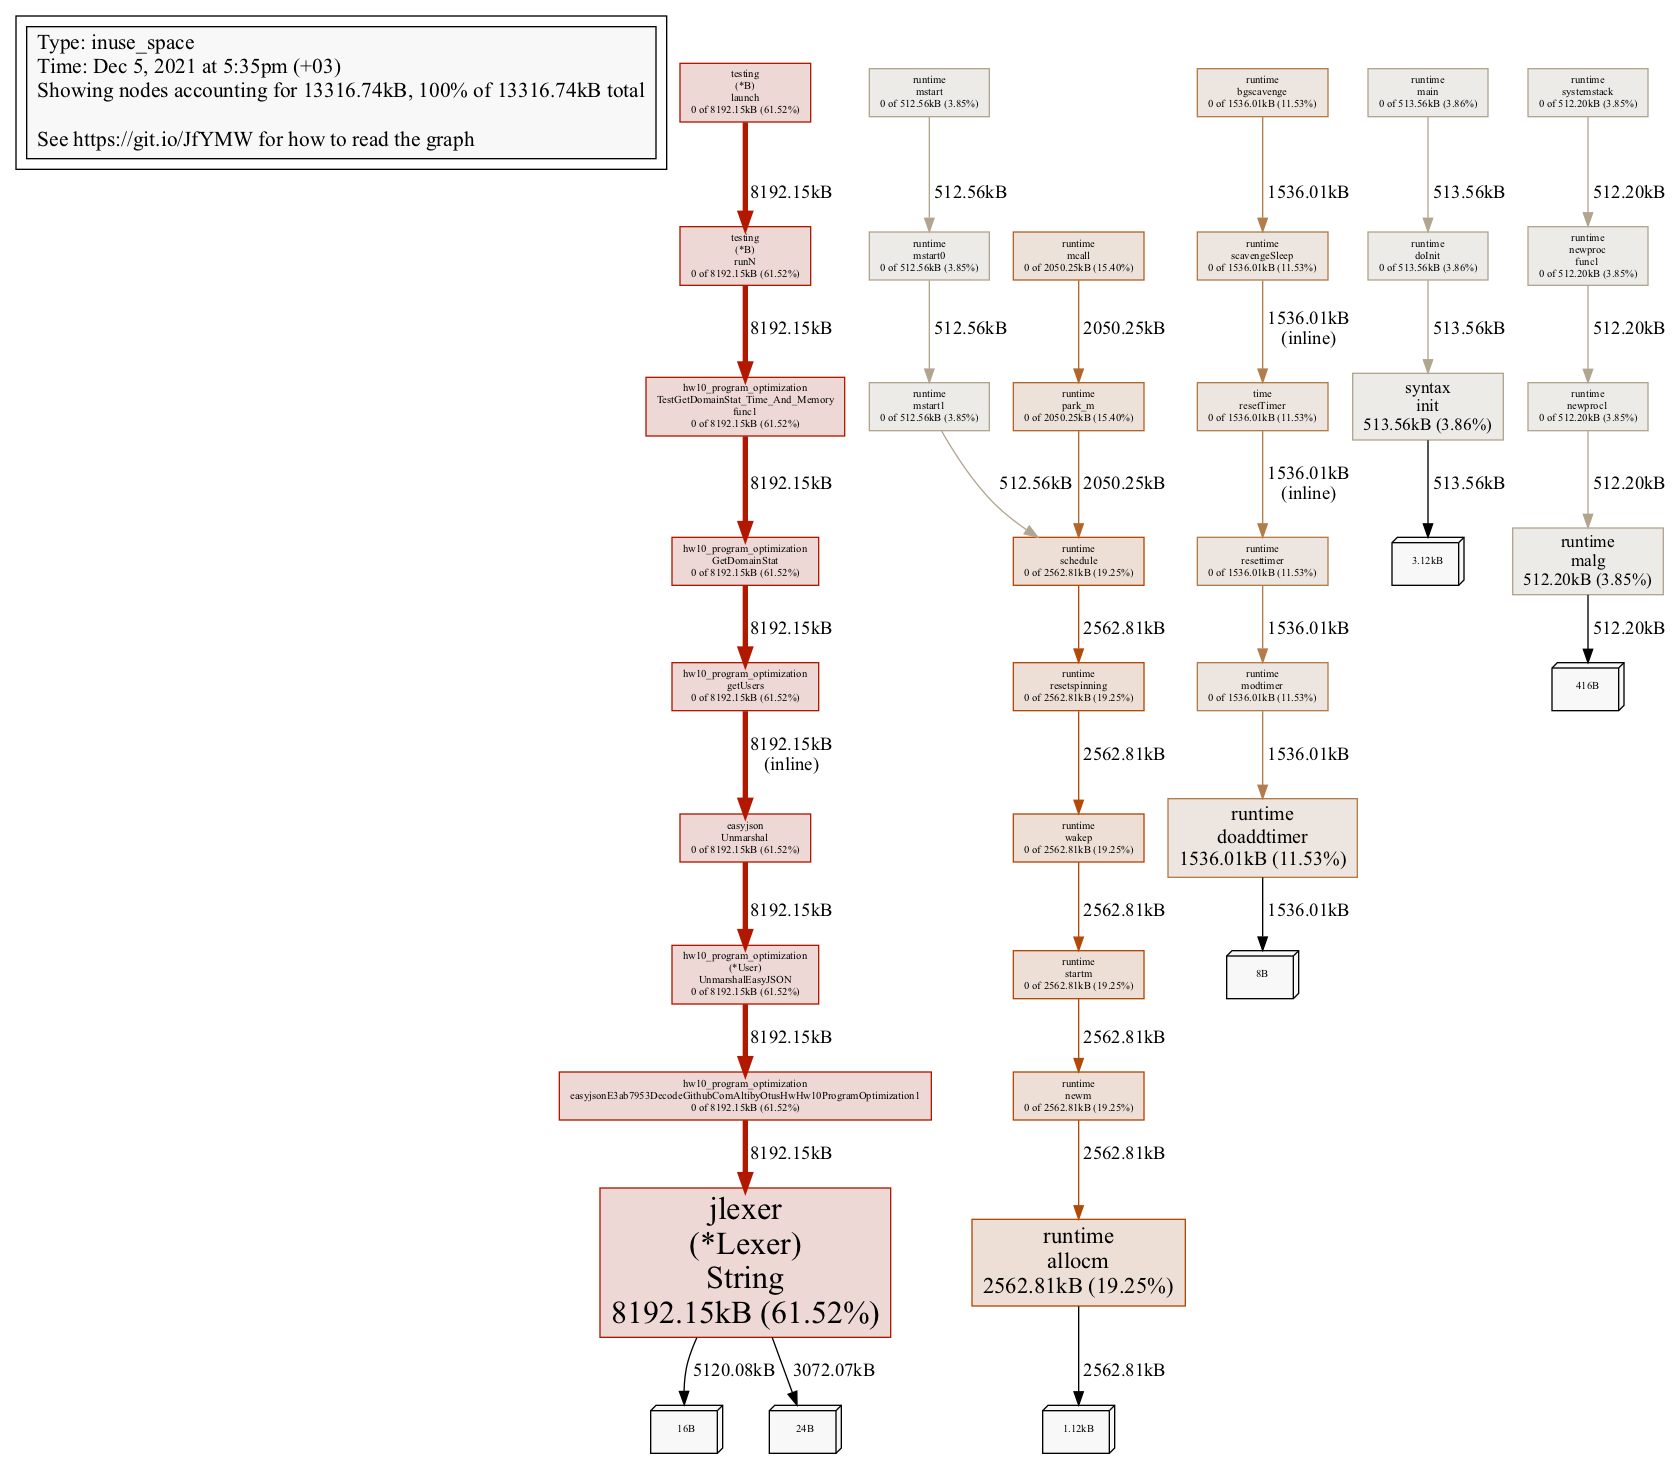 Type: inuse_space
Time: Dec 5, 2021 at 5:35pm (+03)
Showing nodes accounting for 13316.74kB, 100% of 13316.74kB total
See https://git.io/JfYMW for how to read the graph
testing
(*B)
launch
0 of 8192.15kB (61.52%)
8192.15kB
testing
(*B)
runN
0 of 8192.15kB (61.52%)
8192.15kB
hw10_program_optimization
TestGetDomainStat_Time_And_Memory
func1
0 of 8192.15kB (61.52%)
8192.15kB
hw10_program_optimization
GetDomainStat
0 of 8192.15kB (61.52%)
8192.15kB
hw10_program_optimization
getUsers
0 of 8192.15kB (61.52%)
8192.15kB
(inline)
easyjson
Unmarshal
0 of 8192.15kB (61.52%)
8192.15kB
hw10_program_optimization
(*User)
UnmarshalEasyJSON
0 of 8192.15kB (61.52%)
8192.15kB
hw10_program_optimization
easyjsonE3ab7953DecodeGithubComAltibyOtusHwHw10ProgramOptimization1
0 of 8192.15kB (61.52%)
8192.15kB
jlexer
(*Lexer)
String
8192.15kB (61.52%)
5120.08kB
3072.07kB
16B
24B
runtime
mstart
0 of 512.56kB (3.85%)
512.56kB
runtime
mstart0
0 of 512.56kB (3.85%)
512.56kB
runtime
mstart1
0 of 512.56kB (3.85%)
512.56kB
runtime
mcall
0 of 2050.25kB (15.40%)
2050.25kB
runtime
park_m
0 of 2050.25kB (15.40%)
2050.25kB
runtime
schedule
0 of 2562.81kB (19.25%)
2562.81kB
runtime
resetspinning
0 of 2562.81kB (19.25%)
2562.81kB
runtime
wakep
0 of 2562.81kB (19.25%)
2562.81kB
runtime
startm
0 of 2562.81kB (19.25%)
2562.81kB
runtime
newm
0 of 2562.81kB (19.25%)
2562.81kB
runtime
allocm
2562.81kB (19.25%)
2562.81kB
1.12kB
runtime
bgscavenge
0 of 1536.01kB (11.53%)
1536.01kB
runtime
scavengeSleep
0 of 1536.01kB (11.53%)
1536.01kB
(inline)
time
resetTimer
0 of 1536.01kB (11.53%)
1536.01kB
(inline)
runtime
resettimer
0 of 1536.01kB (11.53%)
1536.01kB
runtime
modtimer
0 of 1536.01kB (11.53%)
1536.01kB
runtime
doaddtimer
1536.01kB (11.53%)
1536.01kB
8B
runtime
main
0 of 513.56kB (3.86%)
513.56kB
runtime
doInit
0 of 513.56kB (3.86%)
513.56kB
syntax
init
513.56kB (3.86%)
513.56kB
3.12kB
runtime
systemstack
0 of 512.20kB (3.85%)
512.20kB
runtime
newproc
func1
0 of 512.20kB (3.85%)
512.20kB
runtime
newproc1
0 of 512.20kB (3.85%)
512.20kB
runtime
malg
512.20kB (3.85%)
512.20kB
416B